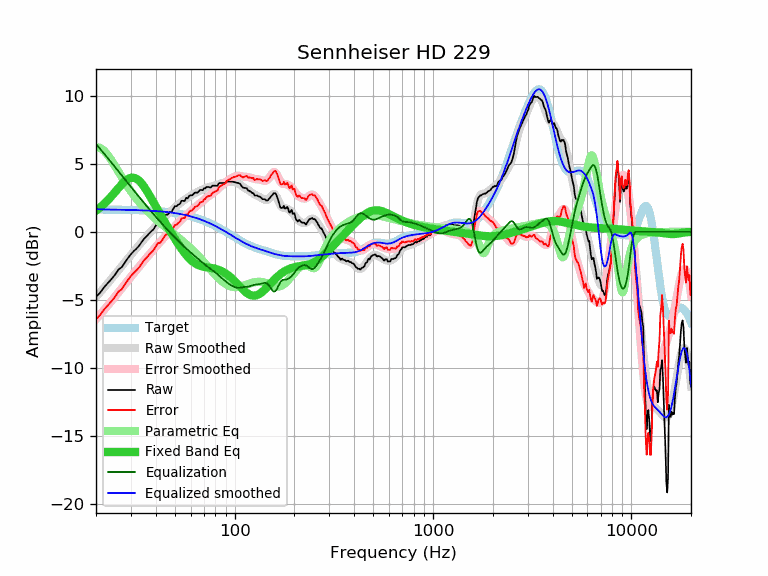 Sennheiser HD 229
Amplitude (dBr)
10
5
0
−5
−10
−15
−20
Target
Raw Smoothed
Error Smoothed
Raw
Error
Parametric Eq
Fixed Band Eq
Equalization
Equalized smoothed
100
1000
10000
Frequency (Hz)